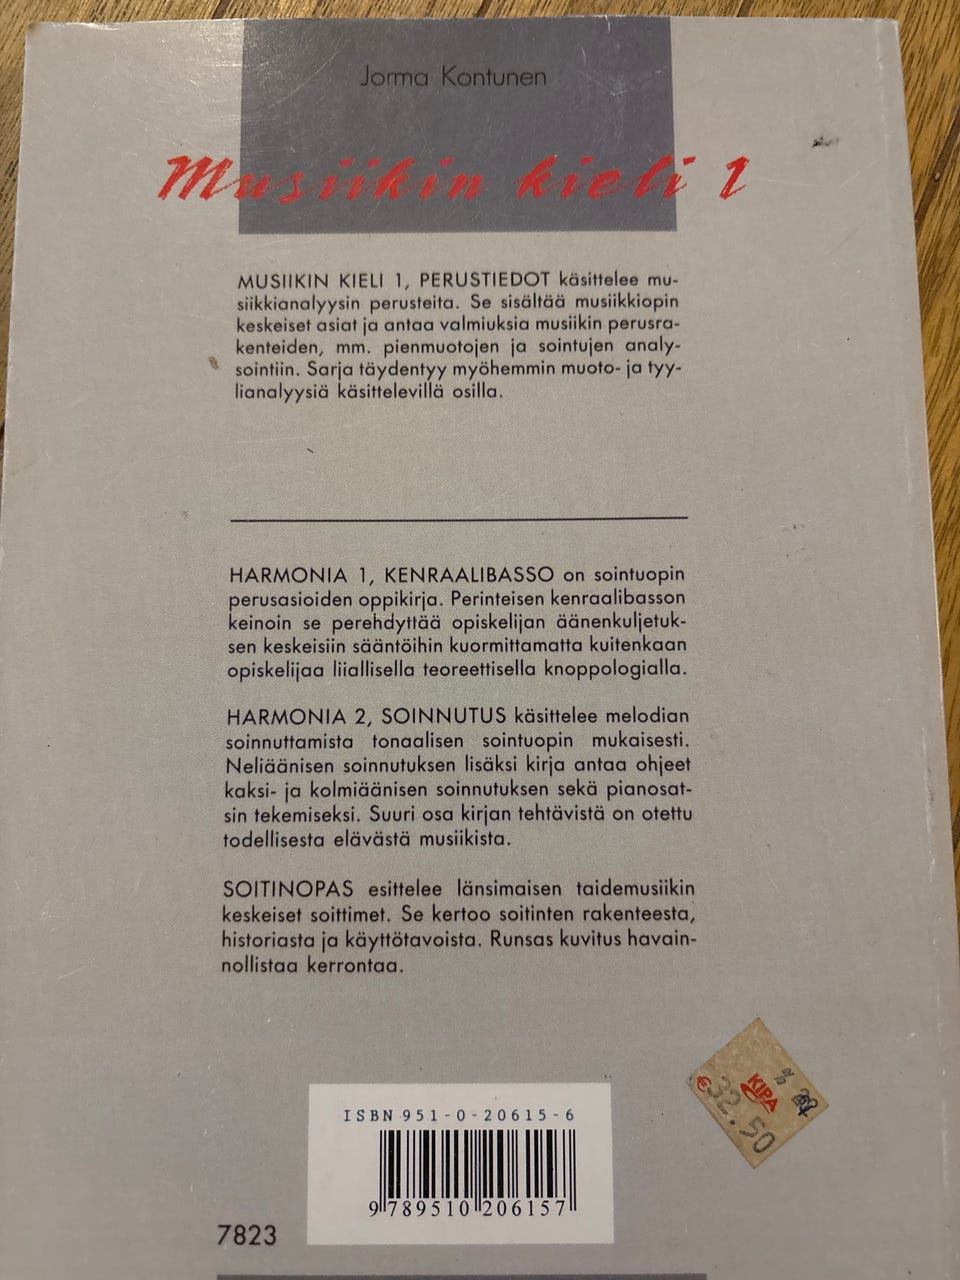 Jorma Kontunen
Musiikin kieli 1
MUSIIKIN KIELI 1, PERUSTIEDOT käsittelee mu-
siikkianalyysin perusteita. Se sisältää musiikkiopin
keskeiset asiat ja antaa valmiuksia musiikin perusra-
kenteiden, mm. pienmuotojen ja sointujen analy-
sointiin. Sarja täydentyy myöhemmin muoto- ja tyy-
lianalyysiä käsittelevillä osilla.
HARMONIA 1, KENRAALIBASSO on sointuopin
perusasioiden oppikirja. Perinteisen kenraalibasson
keinoin se perehdyttää opiskelijan äänenkuljetuk-
sen keskeisiin sääntöihin kuormittamatta kuitenkaan
opiskelijaa liiallisella teoreettisella knoppologialla.
HARMONIA 2, SOINNUTUS käsittelee melodian
soinnuttamista tonaalisen sointuopin mukaisesti.
Neliäänisen soinnutuksen lisäksi kirja antaa ohjeet
kaksi- ja kolmiäänisen soinnutuksen sekä pianosat-
sin tekemiseksi. Suuri osa kirjan tehtävistä on otettu
todellisesta elävästä musiikista.
SOITINOPAS esittelee länsimaisen taidemusiikin
keskeiset soittimet. Se kertoo soitinten rakenteesta,
historiasta ja käyttötavoista. Runsas kuvitus havain-
nollistaa kerrontaa.
KIPA
€32.50
ISBN 951-0-20615-6
9 789510 206157
7823